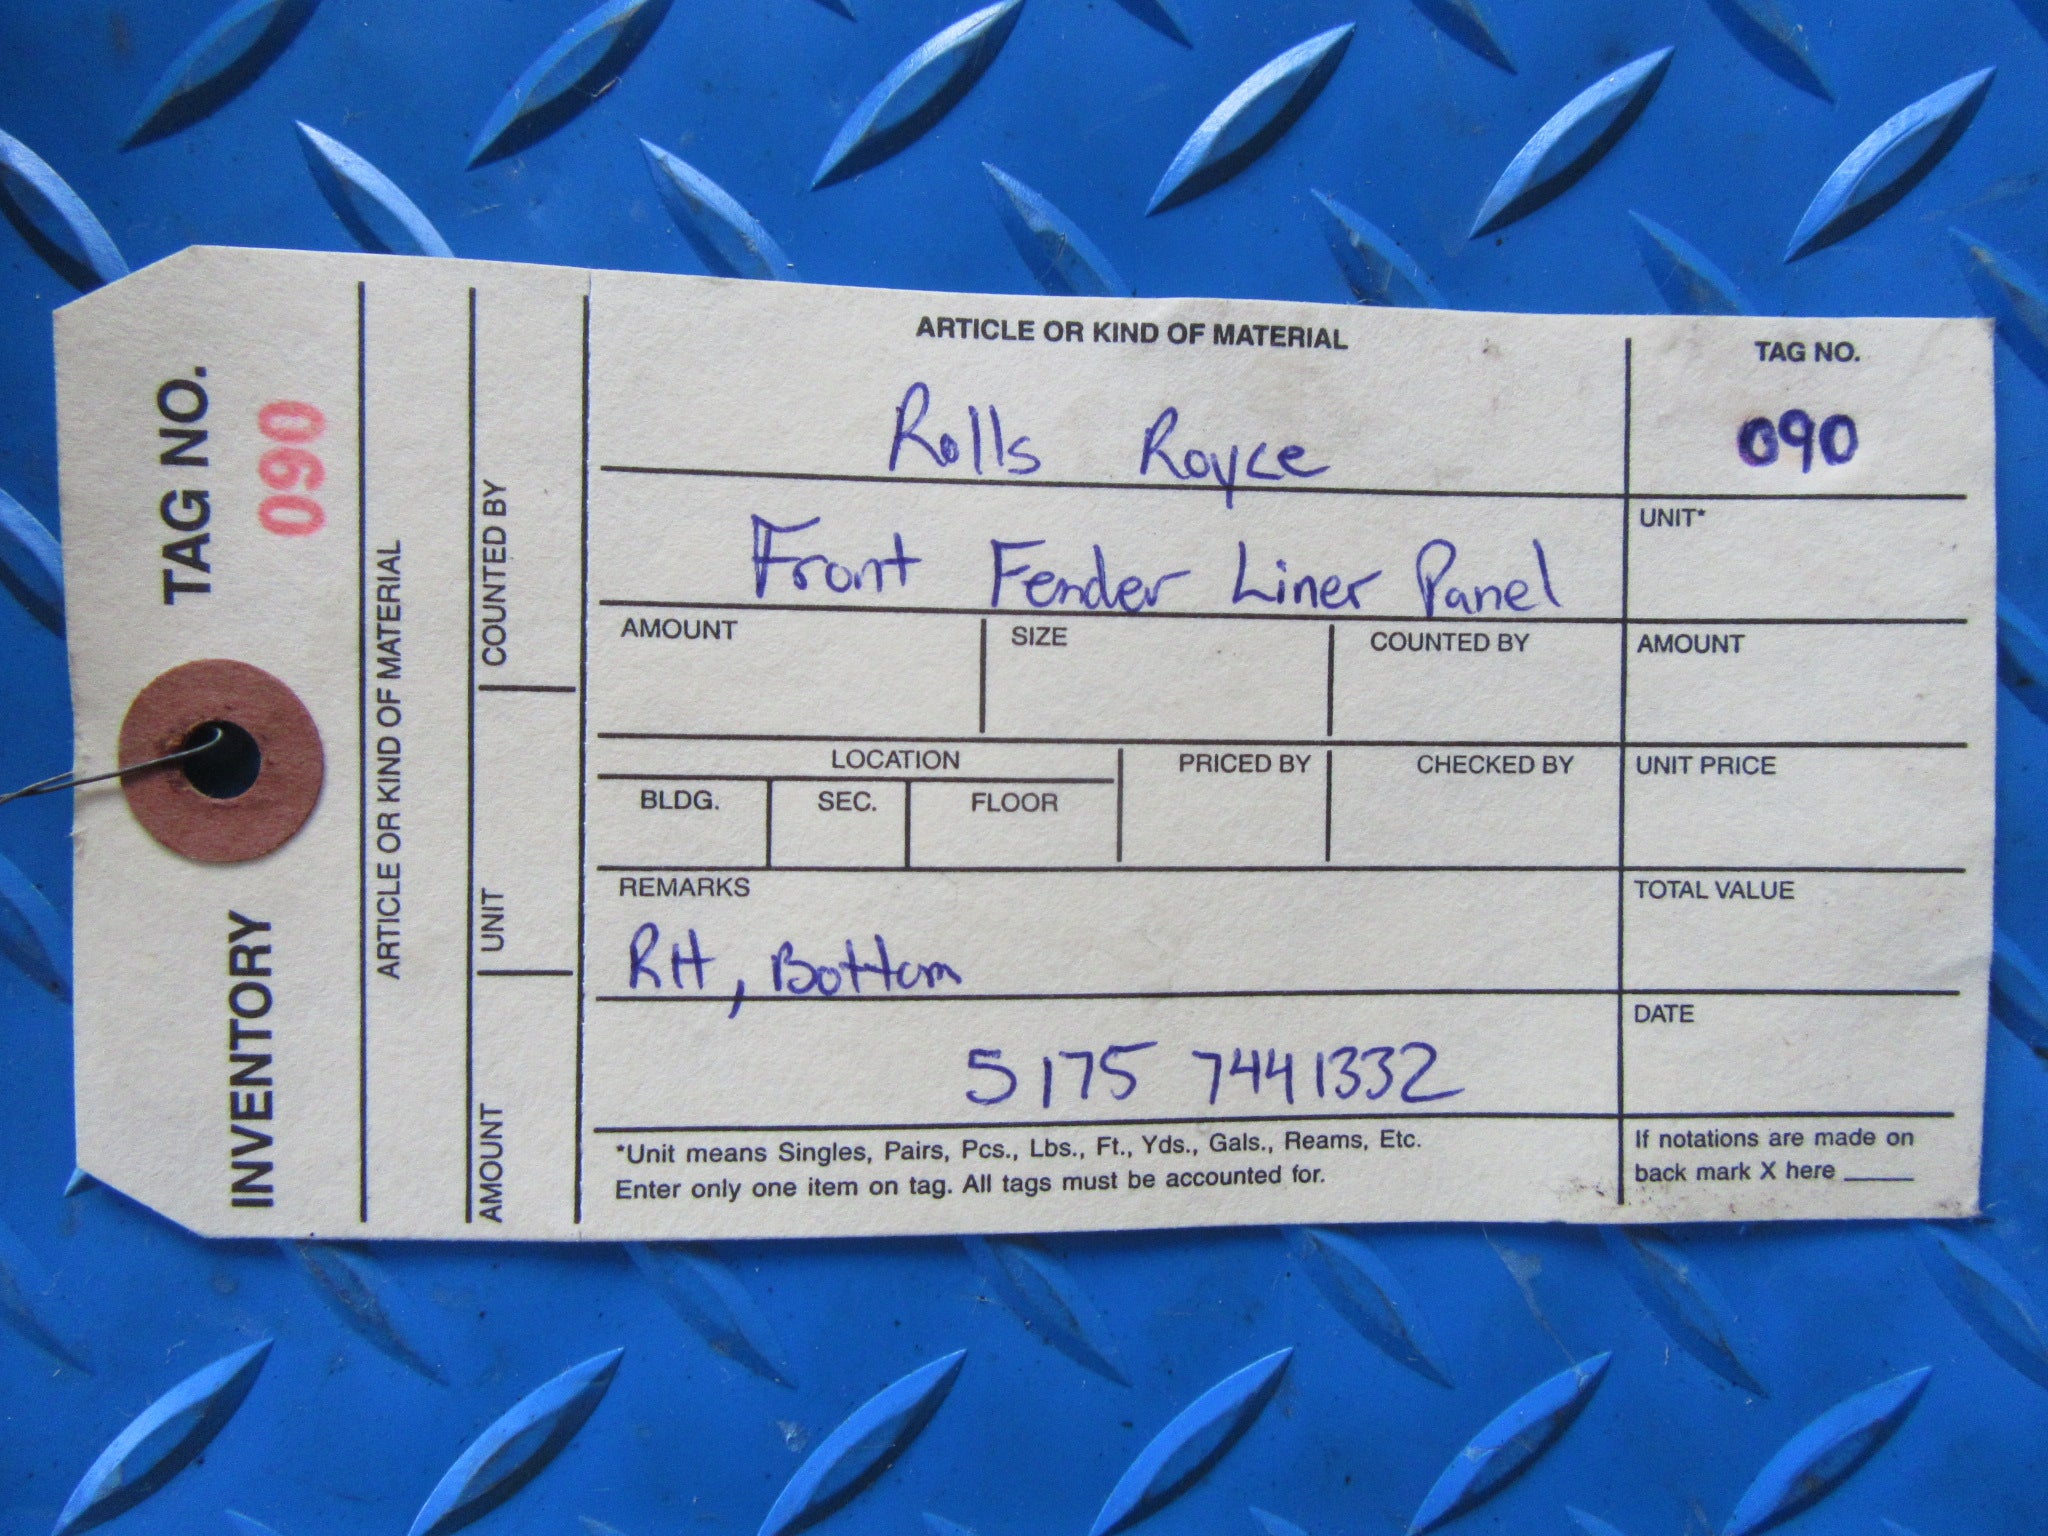 INVENTORY TAG NO.
090
ARTICLE OR KIND OF MATERIAL
AMOUNT UNIT COUNTED BY
ARTICLE OR KIND OF MATERIAL
Rolls Royce
Front Fender Liner Panel
TAG NO.
090
UNIT*
AMOUNT SIZE COUNTED BY AMOUNT
LOCATION PRICED BY CHECKED BY UNIT PRICE
BLDG. SEC. FLOOR
REMARKS TOTAL VALUE
RH, Bottom
DATE
5175 7441332
*Unit means Singles, Pairs, Pcs., Lbs., Ft., Yds., Gals., Reams, Etc.
Enter only one item on tag. All tags must be accounted for.
If notations are made on
back mark X here _____